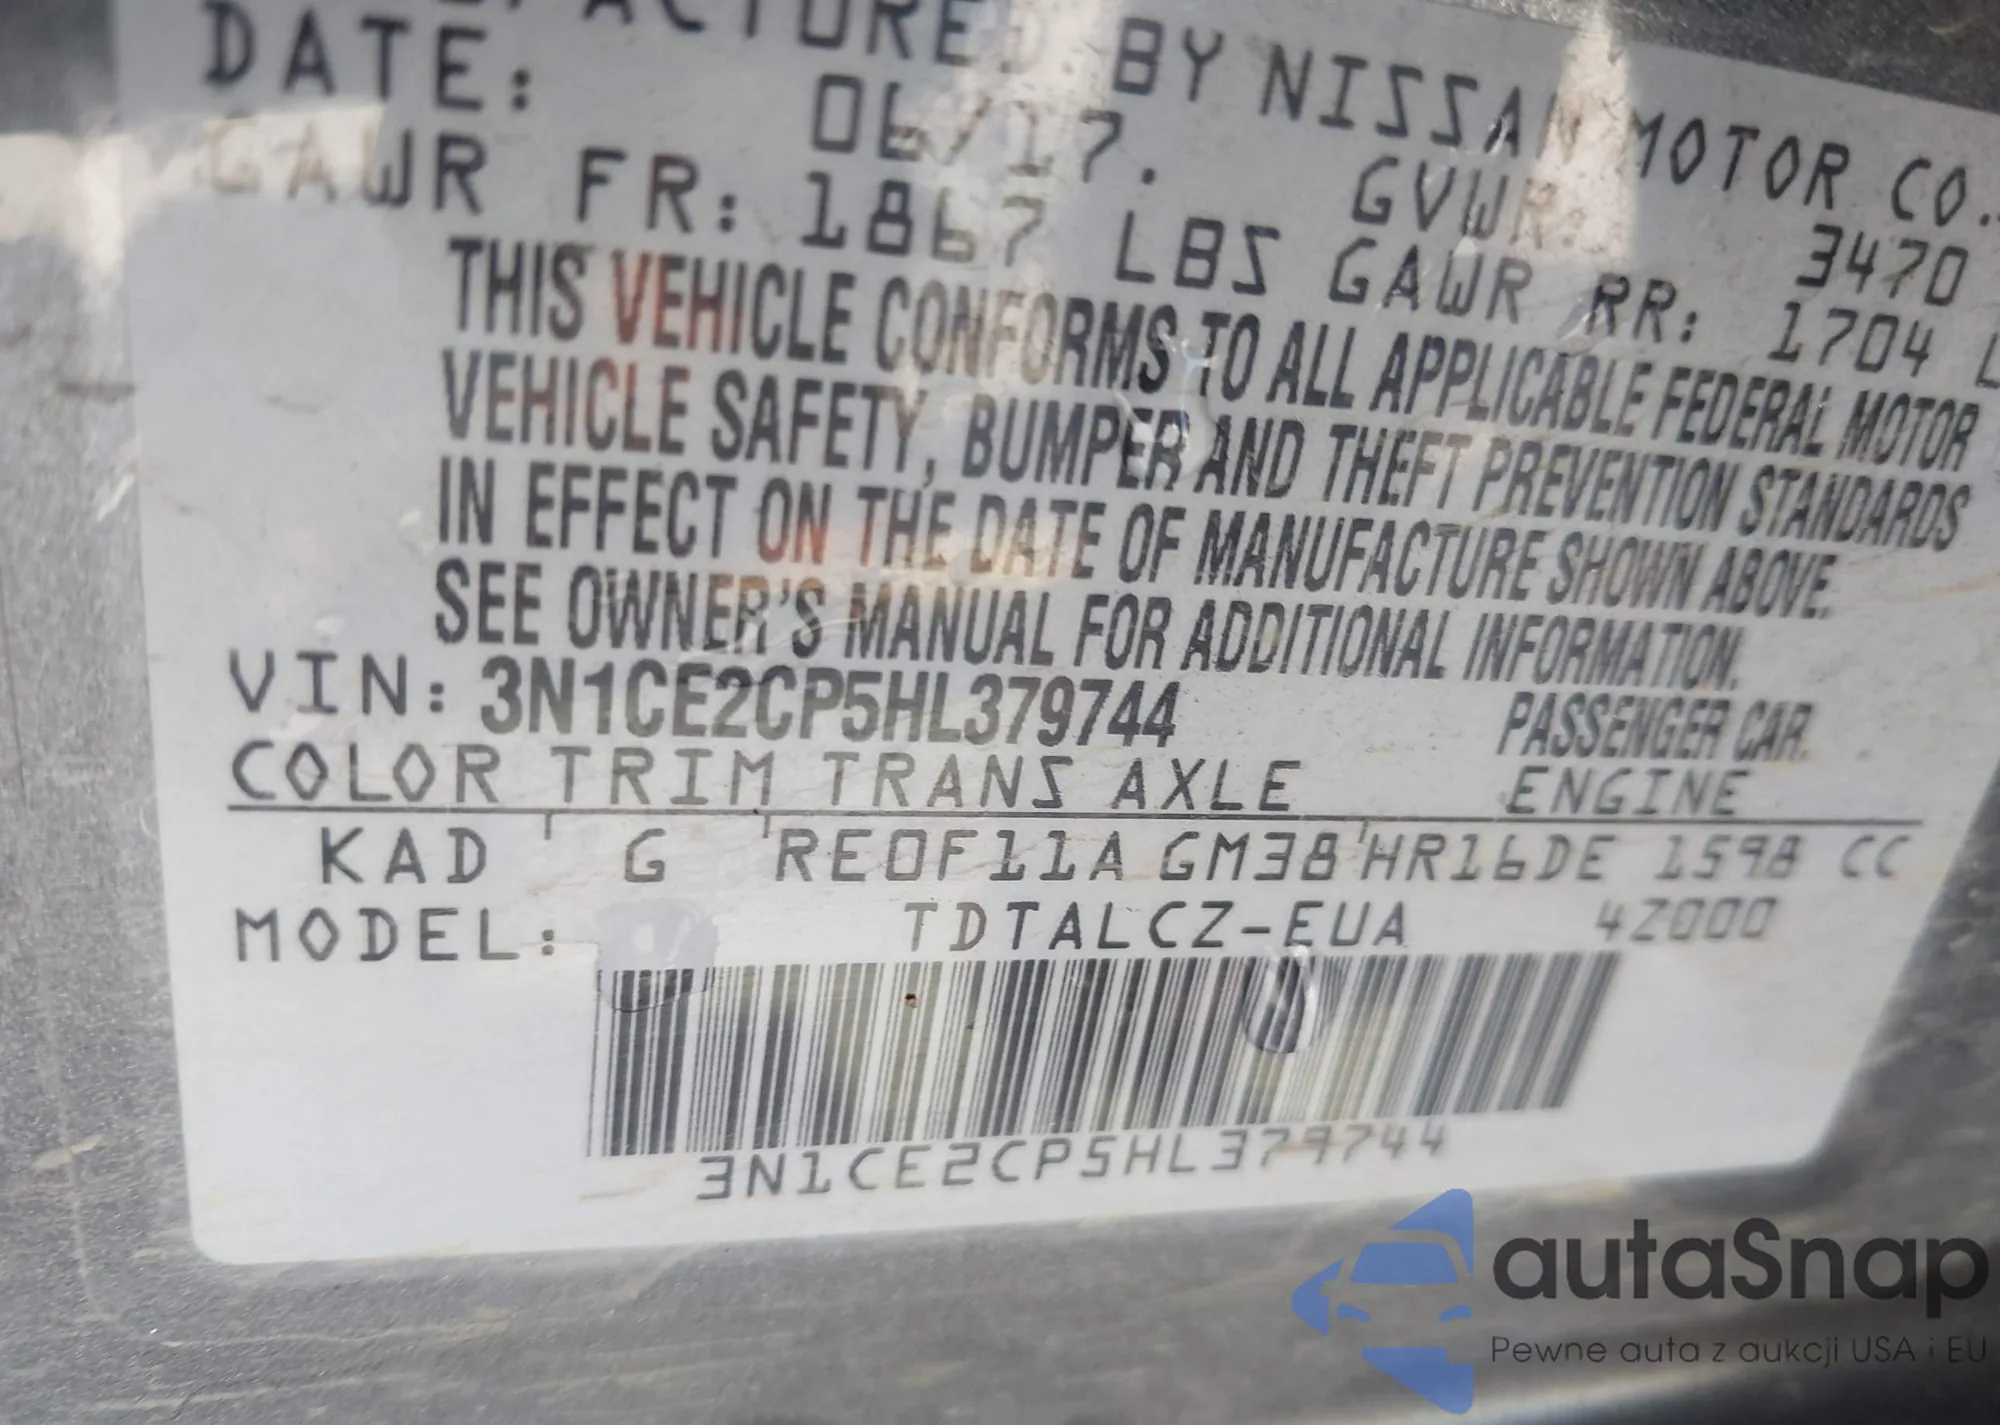 ACTURED BY NISSAN MOTOR CO.
DATE: 06/17. GVWR: 3470
GAWR FR: 1867 LBS GAWR RR: 1704 L
THIS VEHICLE CONFORMS TO ALL APPLICABLE FEDERAL MOTOR
VEHICLE SAFETY, BUMPER AND THEFT PREVENTION STANDARDS
IN EFFECT ON THE DATE OF MANUFACTURE SHOWN ABOVE.
SEE OWNER'S MANUAL FOR ADDITIONAL INFORMATION.
VIN: 3N1CE2CP5HL379744 PASSENGER CAR.
COLOR TRIM TRANS AXLE ENGINE
KAD G RE0F11A GM38 HR16DE 1598 CC
MODEL: TDTALCZ-EUA 4Z000
3N1CE2CP5HL379744
autaSnap
Pewne auta z aukcji USA i EU